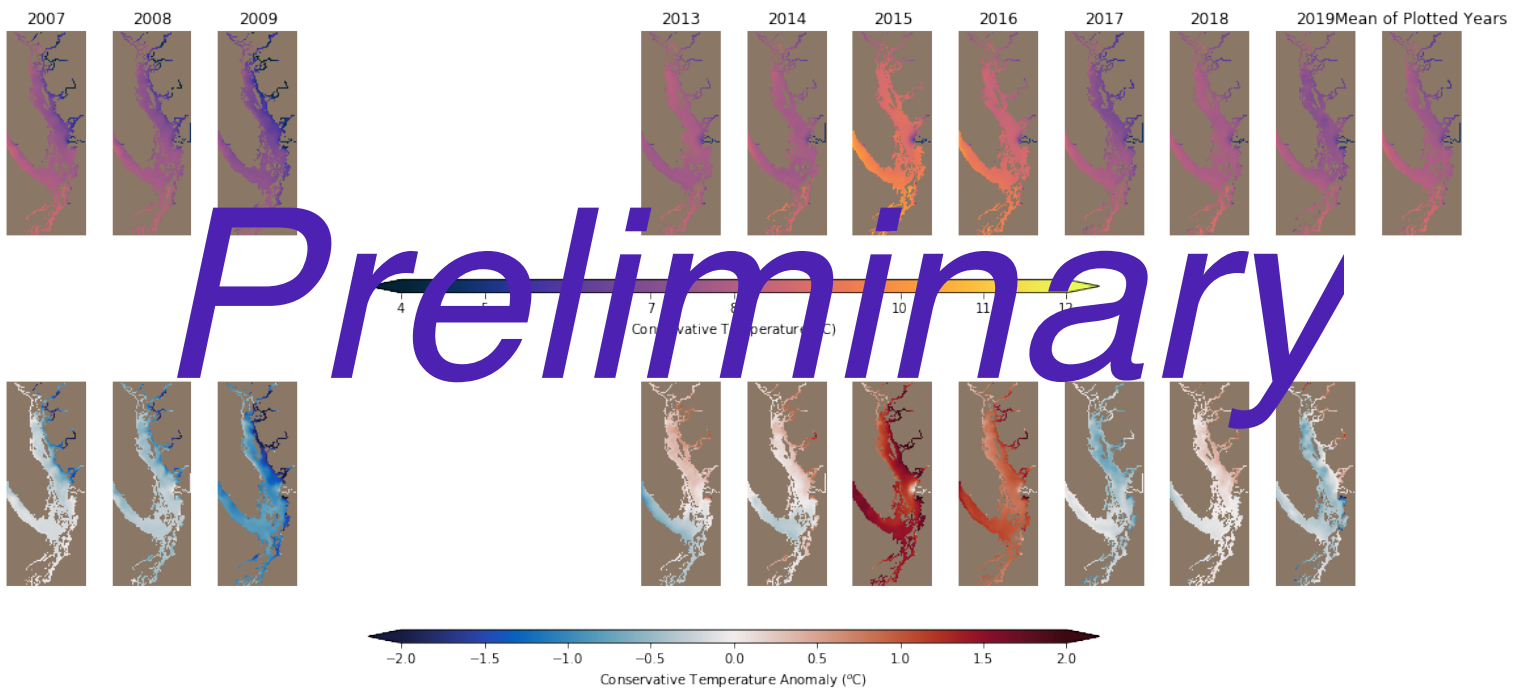 2007 2008 2009 2013 2014 2015 2016 2017 2018 2019Mean of Plotted Years
Preliminary
4 5 7 8 10 11 12
Conservative Temperature (°C)
−2.0 −1.5 −1.0 −0.5 0.0 0.5 1.0 1.5 2.0
Conservative Temperature Anomaly (°C)